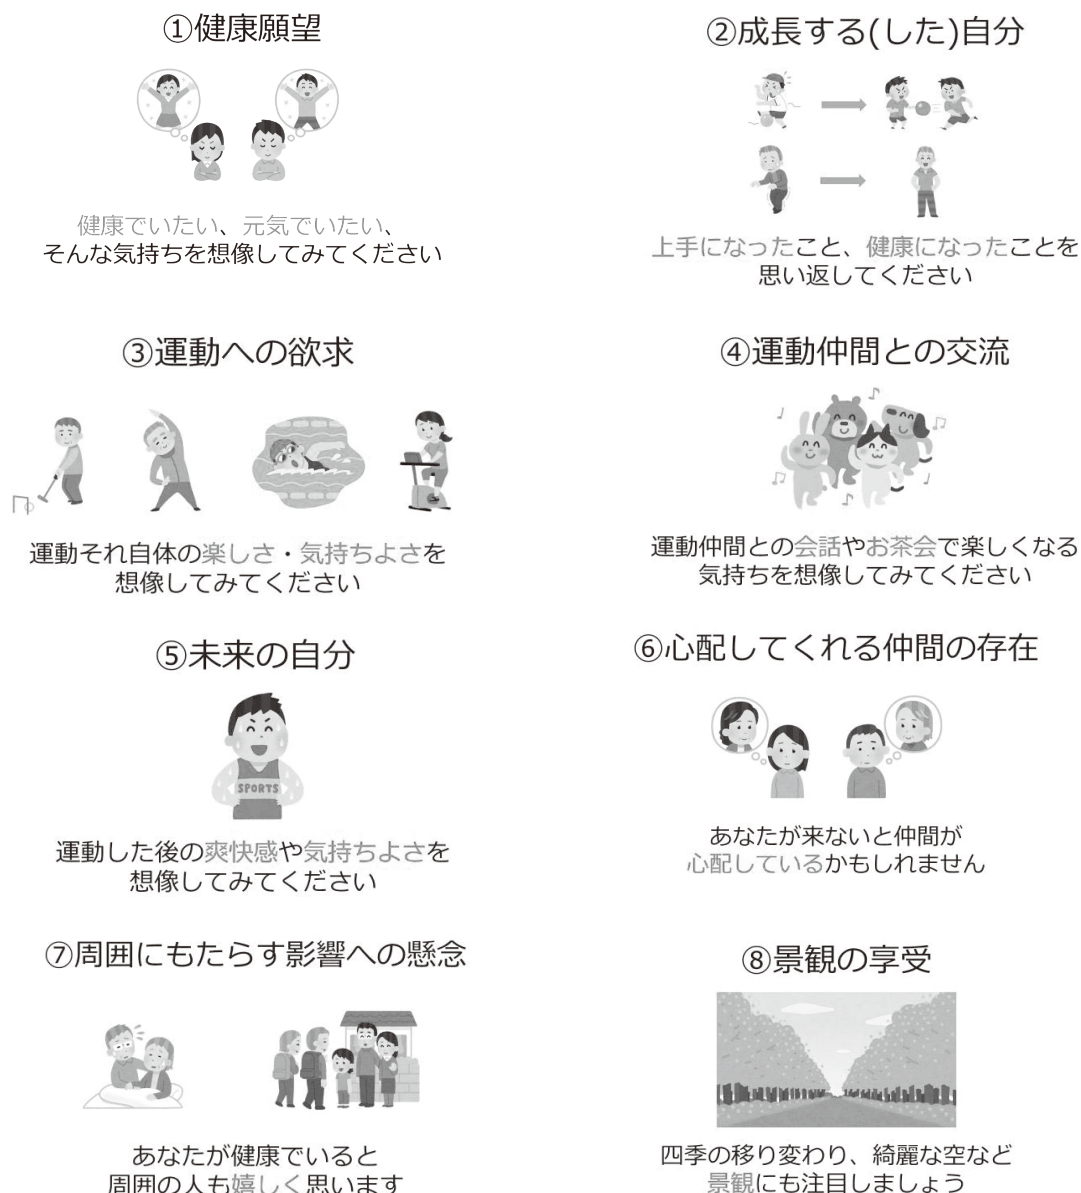 ①健康願望
健康でいたい、元気でいたい、
そんな気持ちを想像してみてください
②成長する(した)自分
上手になったこと、健康になったことを
思い返してください
③運動への欲求
運動それ自体の楽しさ・気持ちよさを
想像してみてください
④運動仲間との交流
運動仲間との会話やお茶会で楽しくなる
気持ちを想像してみてください
⑤未来の自分
SPORTS
運動した後の爽快感や気持ちよさを
想像してみてください
⑥心配してくれる仲間の存在
あなたが来ないと仲間が
心配しているかもしれません
⑦周囲にもたらす影響への懸念
あなたが健康でいると
周囲の人も嬉しく思います
⑧景観の享受
四季の移り変わり、綺麗な空など
景観にも注目しましょう